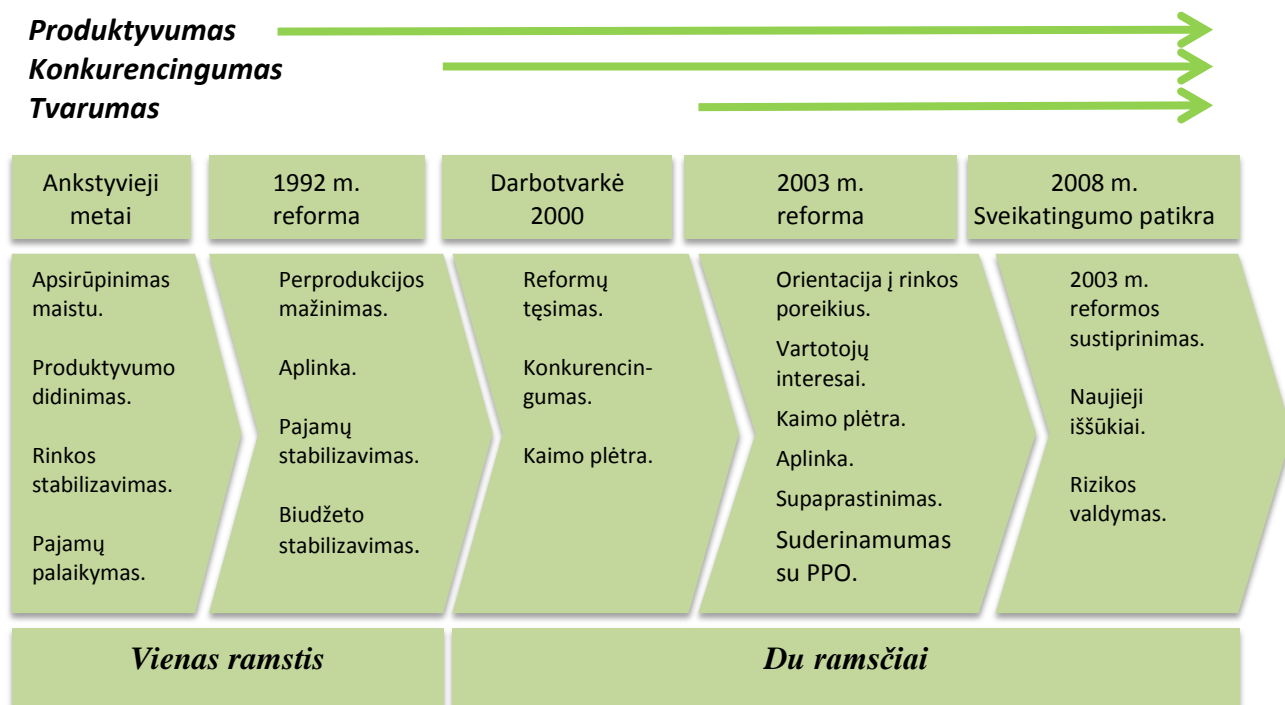 Produktyvumas
Konkurencingumas
Tvarumas
Ankstyvieji
metai
1992 m.
reforma
Darbotvarkė
2000
2003 m.
reforma
2008 m.
Sveikatingumo patikra
Apsirūpinimas
maistu.
Produktyvumo
didinimas.
Rinkos
stabilizavimas.
Pajamų
palaikymas.
Perprodukcijos
mažinimas.
Aplinka.
Pajamų
stabilizavimas.
Biudžeto
stabilizavimas.
Reformų
tęsimas.
Konkurencin-
gumas.
Kaimo plėtra.
Orientacija į rinkos
poreikius.
Vartotojų
interesai.
Kaimo plėtra.
Aplinka.
Supaprastinimas.
Suderinamumas
su PPO.
2003 m.
reformos
sustiprinimas.
Naujieji
iššūkiai.
Rizikos
valdymas.
Vienas ramstis
Du ramsčiai